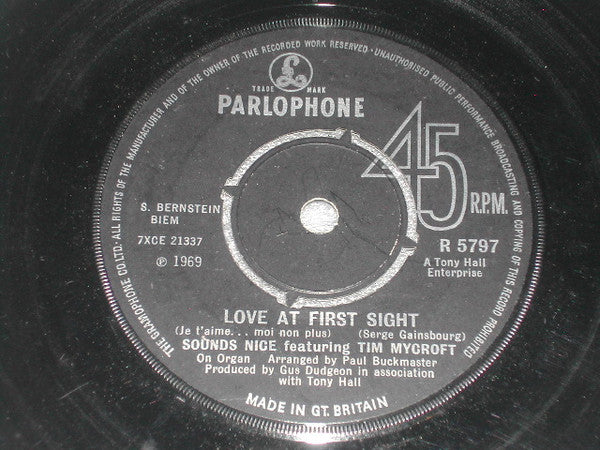 THE GRAMOPHONE CO. LTD. · ALL RIGHTS OF THE MANUFACTURER AND OF THE OWNER OF THE RECORDED WORK RESERVED · UNAUTHORISED PUBLIC PERFORMANCE BROADCASTING AND COPYING OF THIS RECORD PROHIBITED
£
TRADE MARK
PARLOPHONE
45
R.P.M.
S. BERNSTEIN
BIEM
7XCE 21337
℗ 1969
R 5797
A Tony Hall
Enterprise
LOVE AT FIRST SIGHT
(Je t'aime... moi non plus) (Serge Gainsbourg)
SOUNDS NICE featuring TIM MYCROFT
On Organ Arranged by Paul Buckmaster
Produced by Gus Dudgeon in association
with Tony Hall
MADE IN GT. BRITAIN